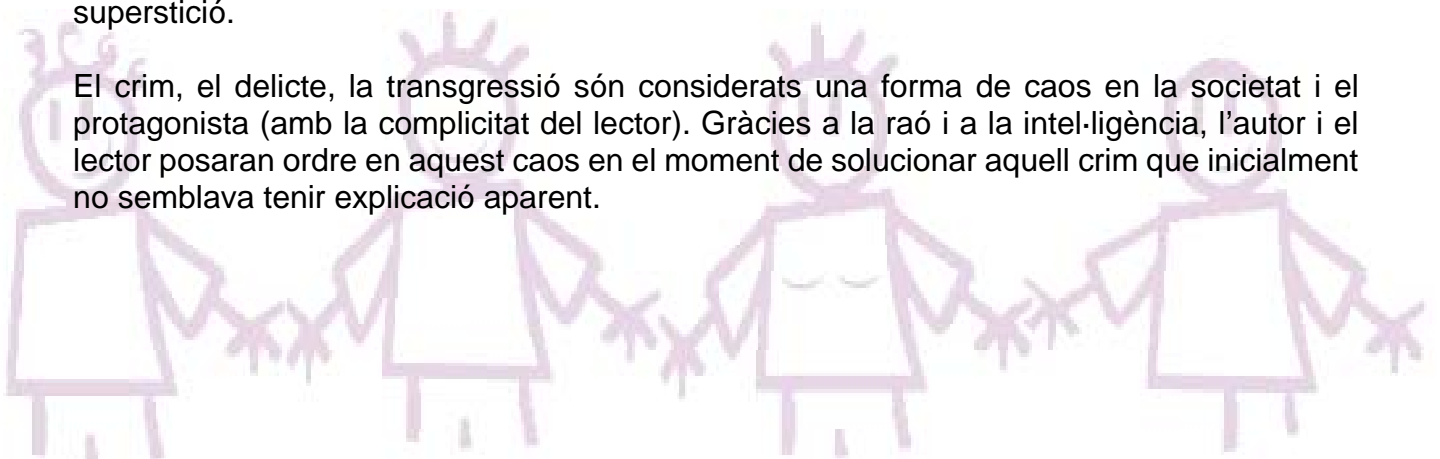 superstició.
El crim, el delicte, la transgressió són considerats una forma de caos en la societat i el
protagonista (amb la complicitat del lector). Gràcies a la raó i a la intel·ligència, l’autor i el
lector posaran ordre en aquest caos en el moment de solucionar aquell crim que inicialment
no semblava tenir explicació aparent.